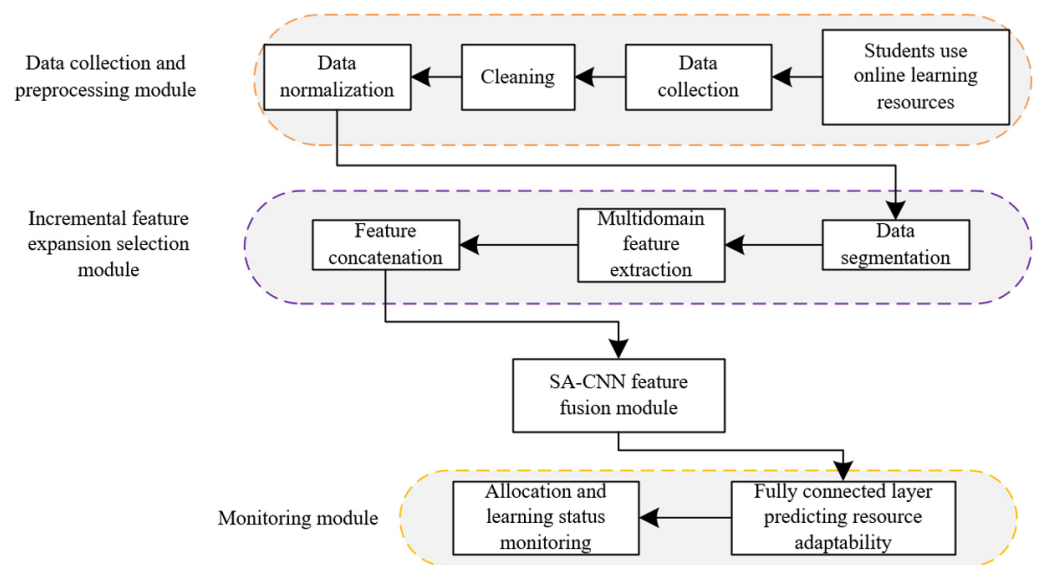 Data collection and
preprocessing module
Data
normalization
Cleaning
Data
collection
Students use
online learning
resources
Incremental feature
expansion selection
module
Feature
concatenation
Multidomain
feature
extraction
Data
segmentation
SA-CNN feature
fusion module
Monitoring module
Allocation and
learning status
monitoring
Fully connected layer
predicting resource
adaptability